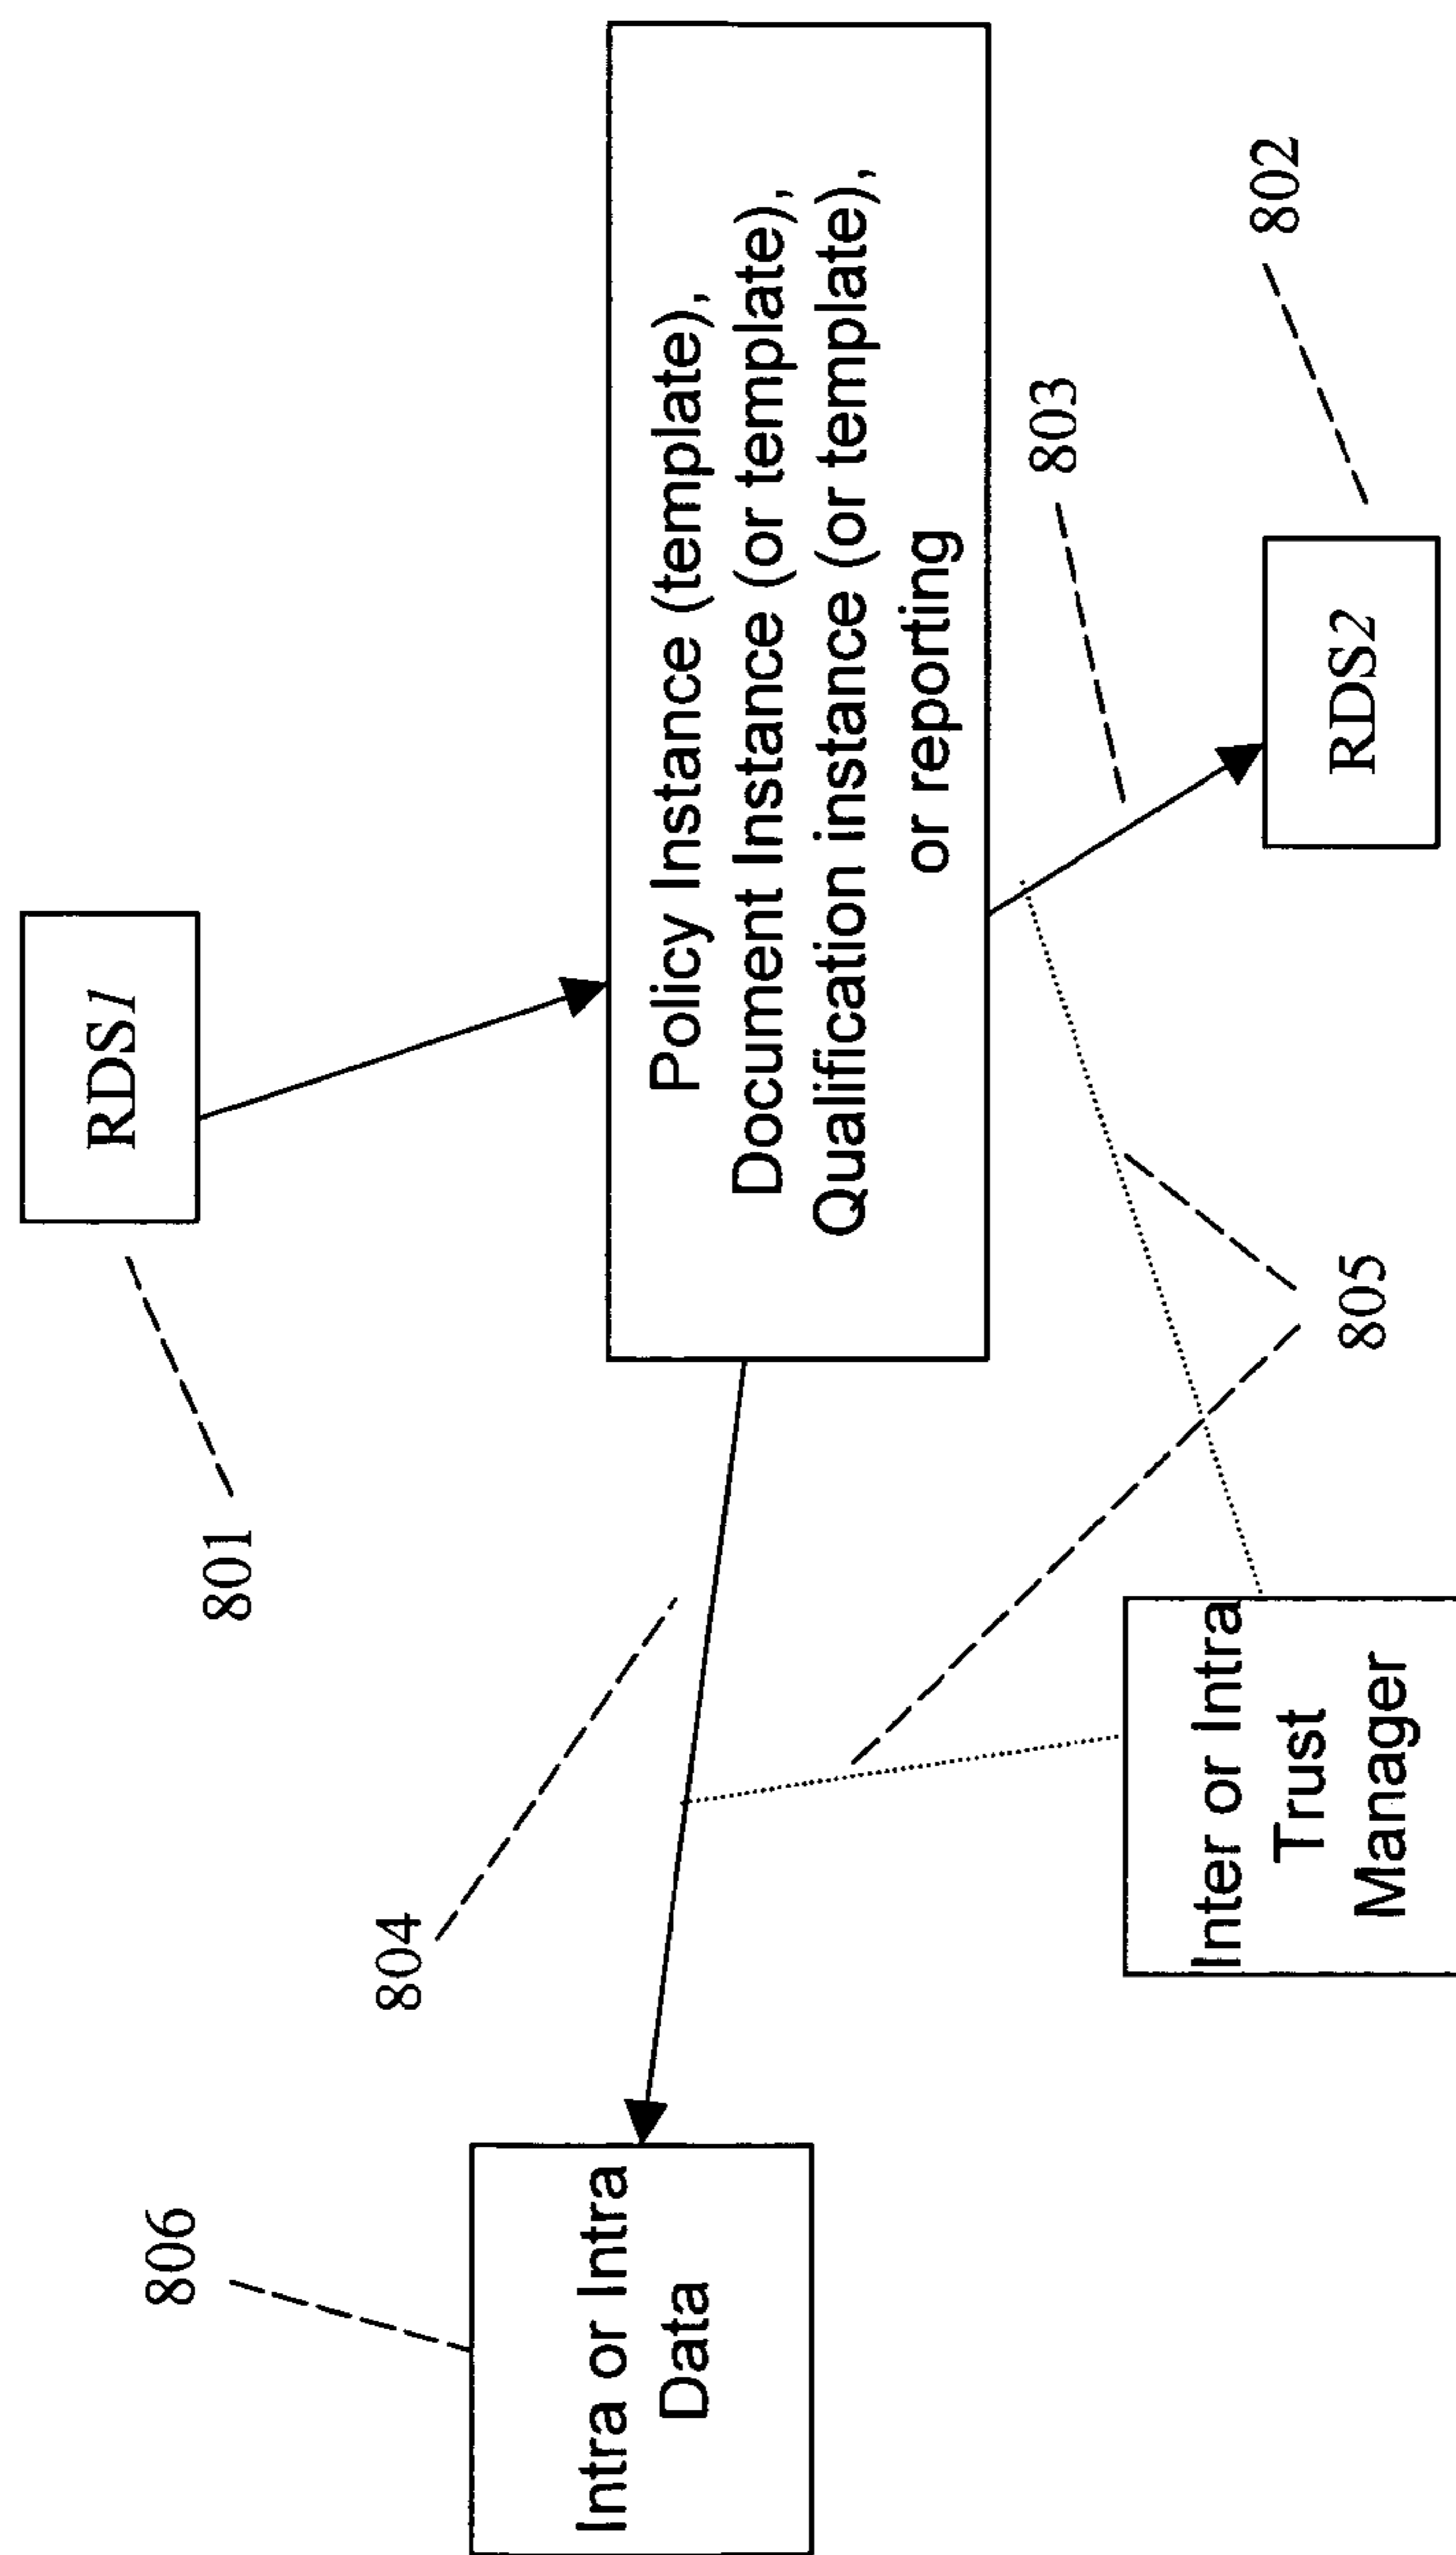 806
Intra or Intra
Data
804
801
RDS1
Inter or Intra
Trust
Manager
805
Policy Instance (template),
Document Instance (or template),
Qualification instance (or template),
or reporting
803
RDS2
802